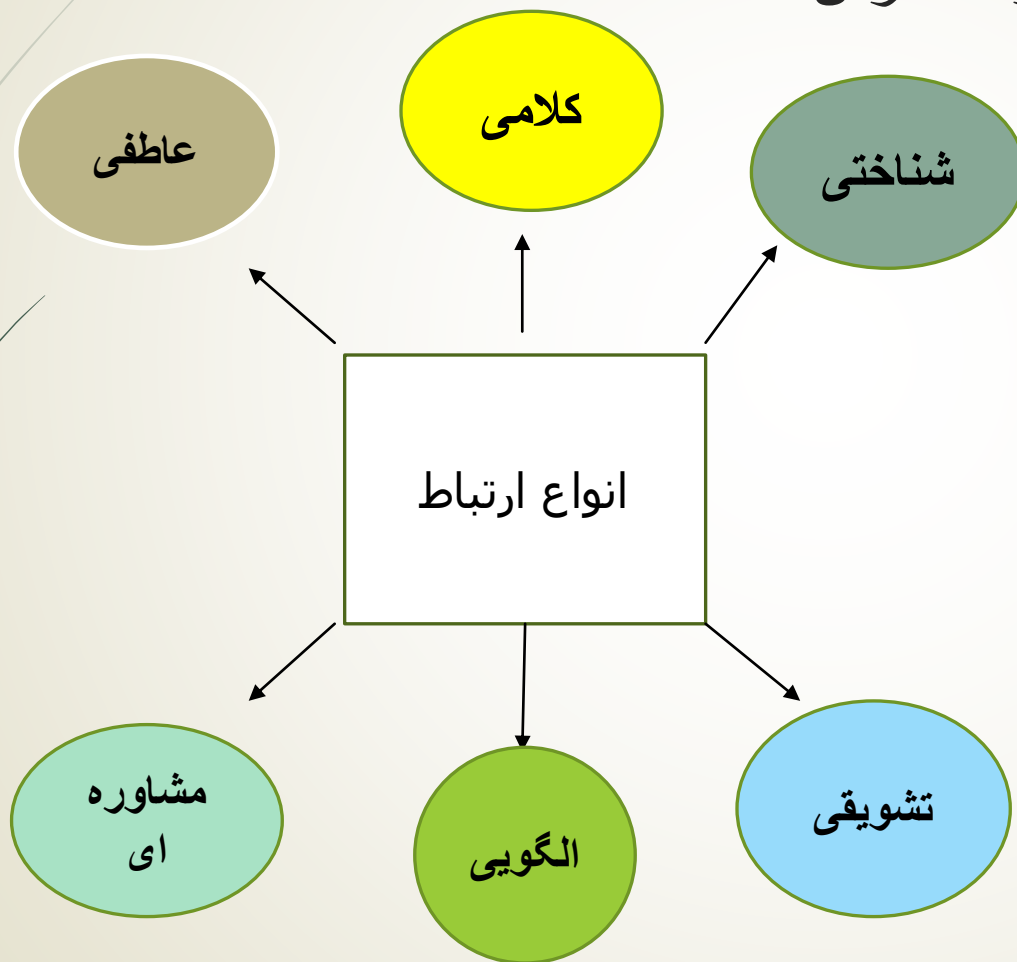 شناختی
کلامی
عاطفی
انواع ارتباط
تشویقی
الگویی
مشاوره
ای